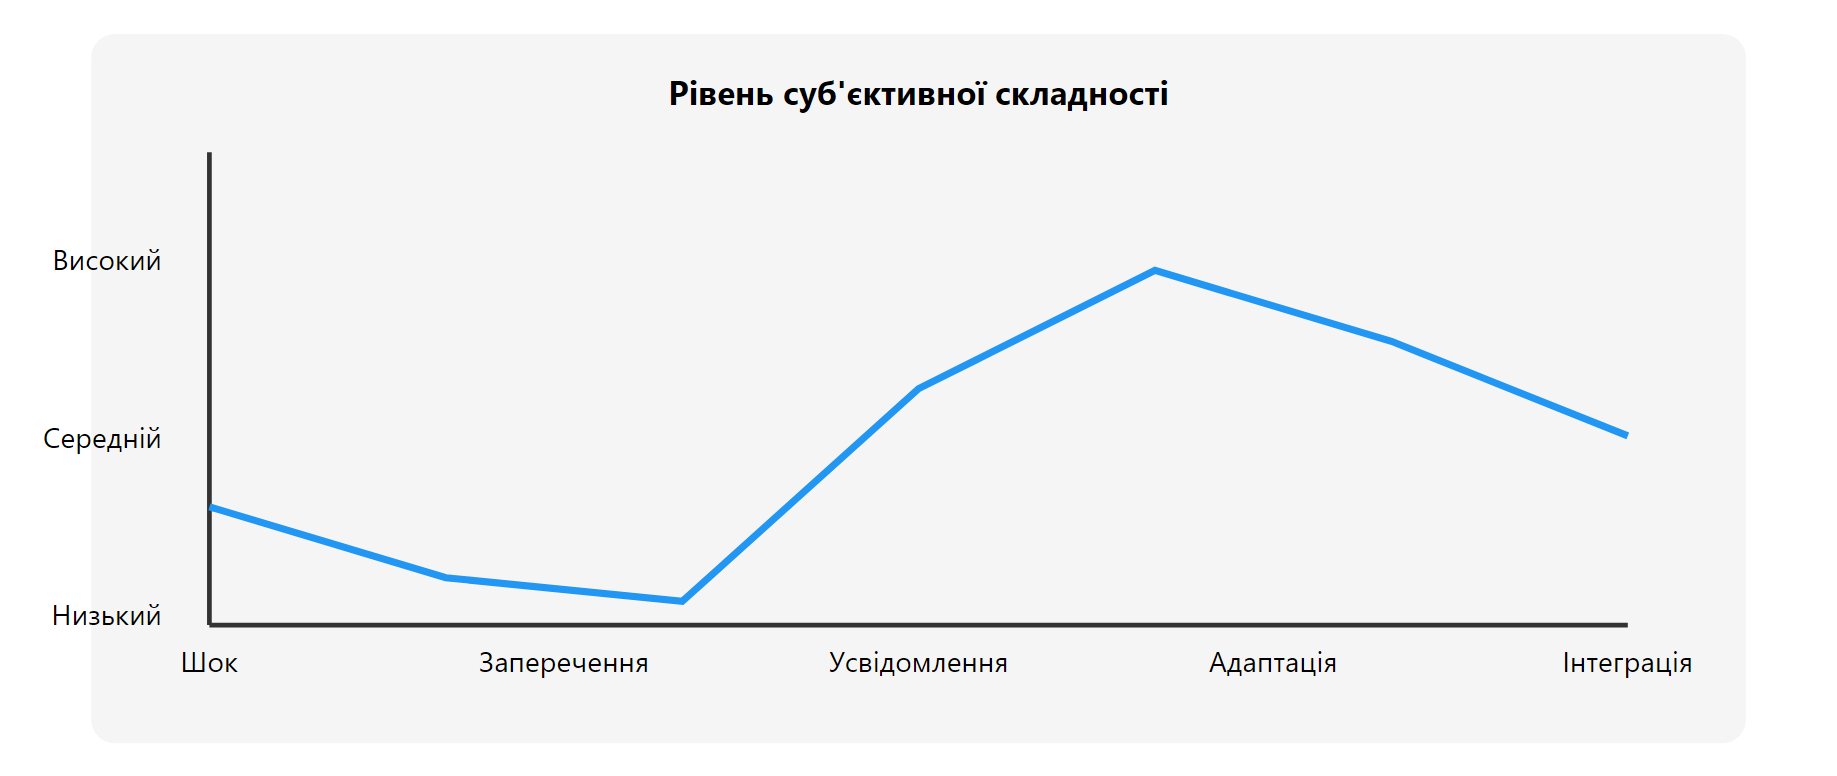 Рівень суб'єктивної складності
Високий
Середній
Низький
Шок
Заперечення
Усвідомлення
Адаптація
Інтеграція